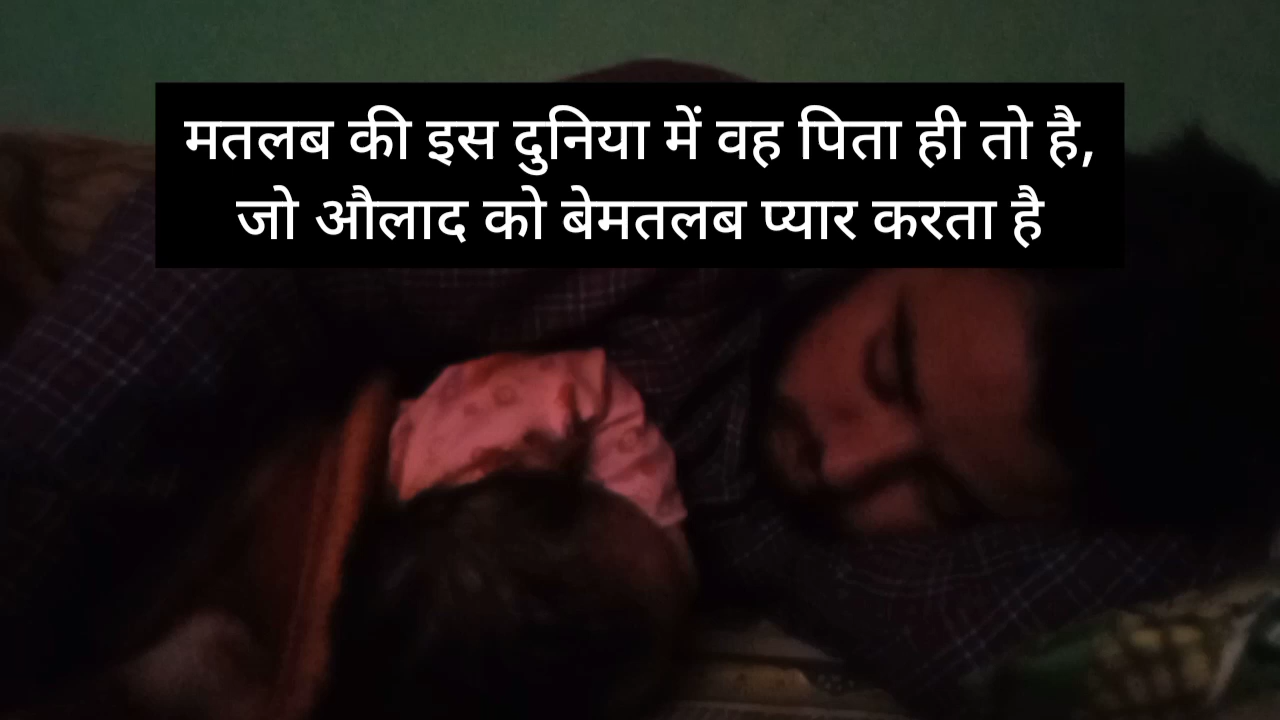 मतलब की इस दुनिया में वह पिता ही तो है,
जो औलाद को बेमतलब प्यार करता है